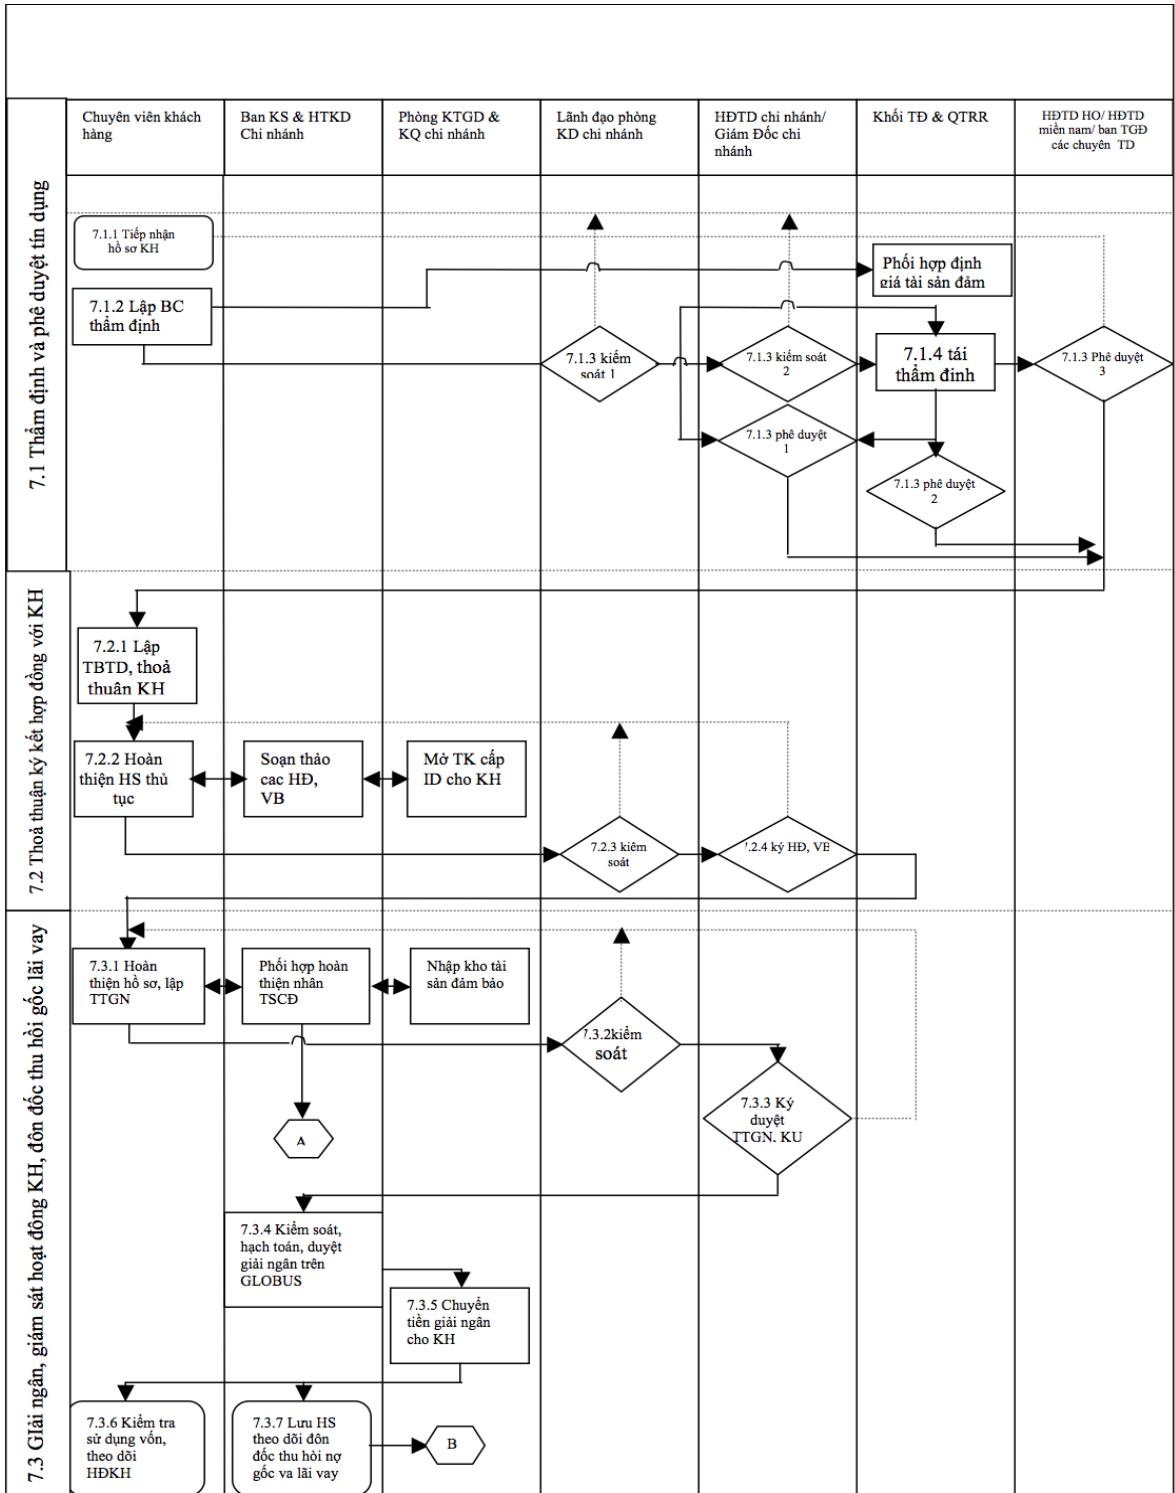 Chuyên viên khách
hàng
Ban KS & HTKD
Chi nhánh
Phòng KTGD &
KQ chi nhánh
Lãnh đạo phòng
KD chi nhánh
HĐTD chi nhánh/
Giám Đốc chi
nhánh
Khối TĐ & QTRR
HĐTD HO/ HĐTD
miền nam/ ban TGĐ
các chuyên TD
7.1 Thẩm định và phê duyệt tín dụng
7.1.1 Tiếp nhận
hồ sơ KH
Phối hợp định
giá tài sản đảm
7.1.2 Lập BC
thẩm định
7.1.3 kiểm
soát 1
7.1.3 kiểm soát
2
7.1.4 tái
thẩm đinh
7.1.3 Phê duyệt
3
7.1.3 phê duyệt
1
7.1.3 phê duyệt
2
7.2 Thoả thuận ký kết hợp đồng với KH
7.2.1 Lập
TBTD, thoả
thuân KH
7.2.2 Hoàn
thiện HS thủ
tục
Soạn thảo
cac HĐ,
VB
Mở TK cấp
ID cho KH
7.2.3 kiêm
soát
7.2.4 ký HĐ, VB
7.3 GIải ngân, giám sát hoạt đông KH, đôn đốc thu hồi gốc lãi vay
7.3.1 Hoàn
thiện hồ sơ, lập
TTGN
Phối hợp hoàn
thiện nhân
TSCĐ
Nhập kho tài
sản đảm bảo
7.3.2kiểm
soát
7.3.3 Ký
duyệt
TTGN. KU
A
7.3.4 Kiểm soát,
hạch toán, duyệt
giải ngân trên
GLOBUS
7.3.5 Chuyển
tiền giải ngân
cho KH
7.3.6 Kiểm tra
sử dụng vốn,
theo dõi
HĐKH
7.3.7 Lưu HS
theo dõi đôn
đốc thu hòi nợ
gốc va lãi vay
B